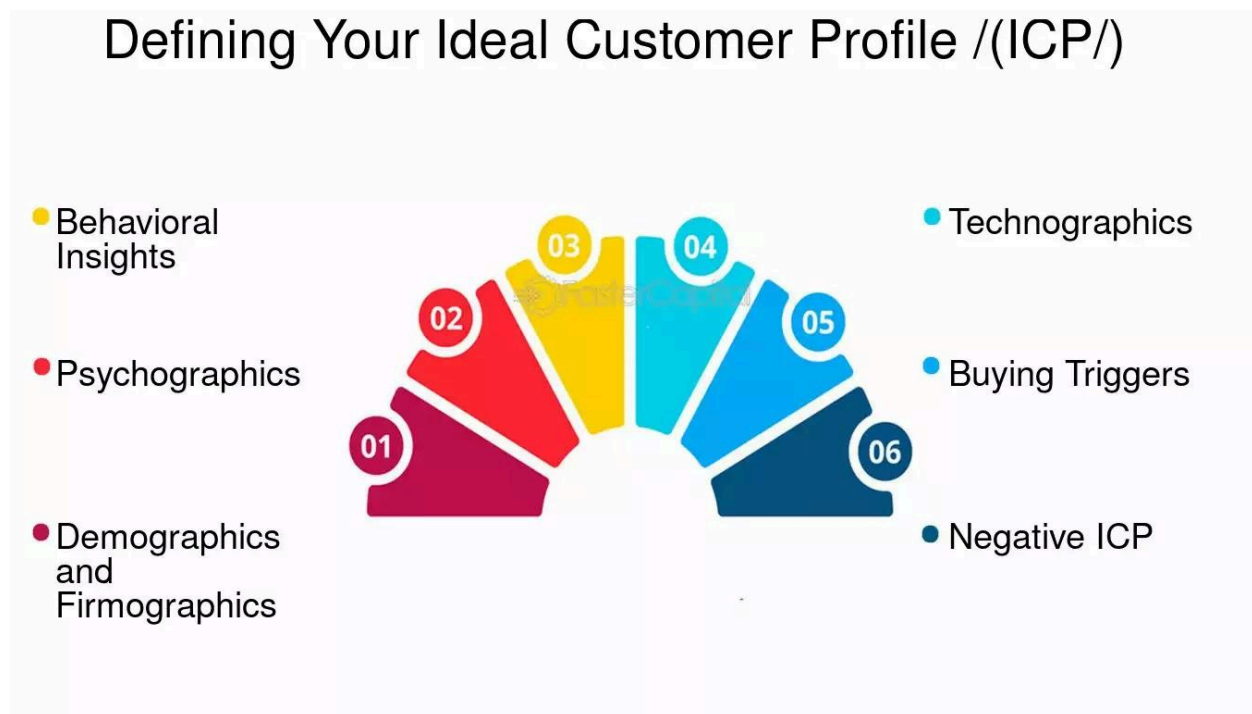 Defining Your Ideal Customer Profile /(ICP/)
Behavioral
Insights
Psychographics
Demographics
and
Firmographics
01
02
03
04
05
06
FasterCapital
Technographics
Buying Triggers
Negative ICP